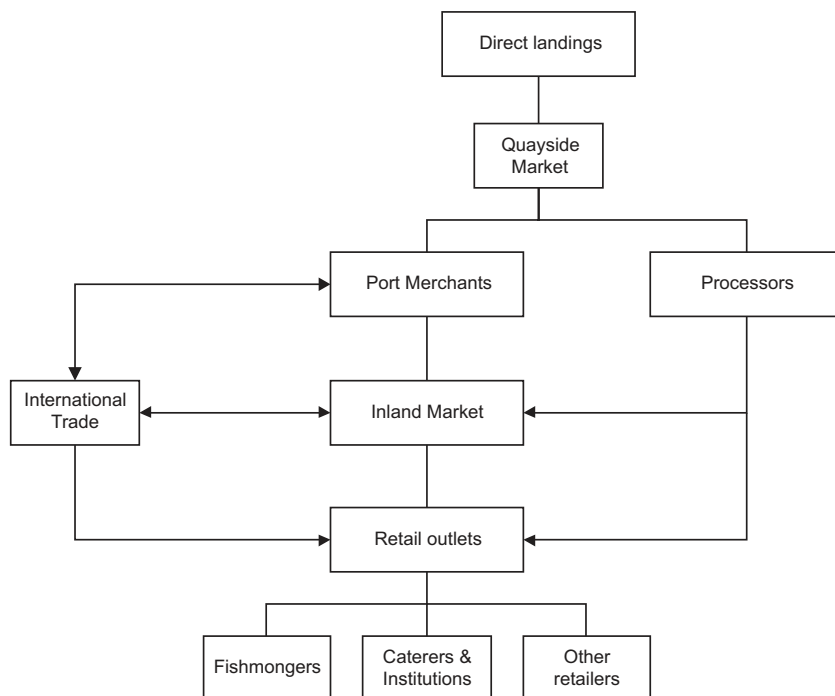 Direct landings
Quayside
Market
Port Merchants
Processors
International
Trade
Inland Market
Retail outlets
Fishmongers
Caterers &
Institutions
Other
retailers